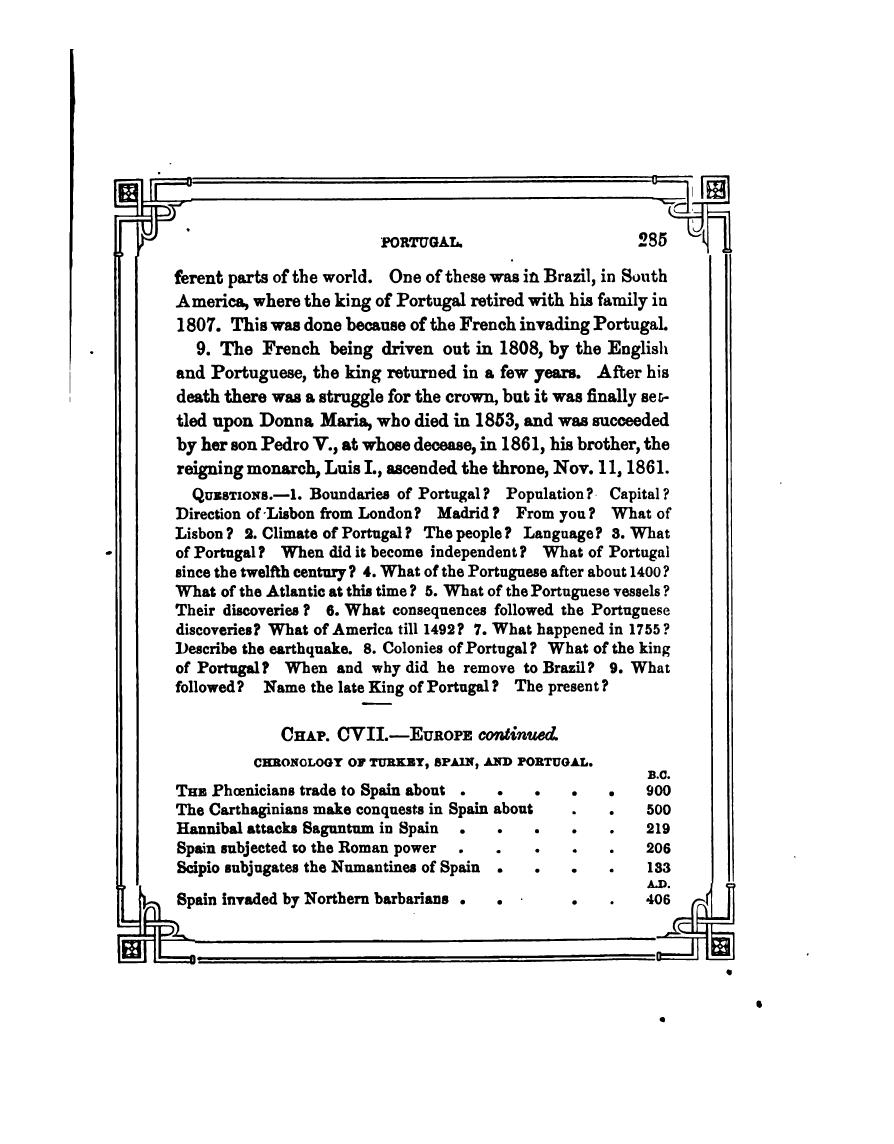 PORTUGAL. 285
ferent parts of the world. One of these was in Brazil, in South
America, where the king of Portugal retired with his family in
1807. This was done because of the French invading Portugal.
9. The French being driven out in 1808, by the English
and Portuguese, the king returned in a few years. After his
death there was a struggle for the crown, but it was finally set-
tled upon Donna Maria, who died in 1853, and was succeeded
by her son Pedro V., at whose decease, in 1861, his brother, the
reigning monarch, Luis I., ascended the throne, Nov. 11, 1861.
QUESTIONS.—1. Boundaries of Portugal? Population? Capital?
Direction of Lisbon from London? Madrid? From you? What of
Lisbon? 2. Climate of Portugal? The people? Language? 3. What
of Portugal? When did it become independent? What of Portugal
since the twelfth century? 4. What of the Portuguese after about 1400?
What of the Atlantic at this time? 5. What of the Portuguese vessels?
Their discoveries? 6. What consequences followed the Portuguese
discoveries? What of America till 1492? 7. What happened in 1755?
Describe the earthquake. 8. Colonies of Portugal? What of the king
of Portugal? When and why did he remove to Brazil? 9. What
followed? Name the late King of Portugal? The present?
CHAP. CVII.—EUROPE continued.
CHRONOLOGY OF TURKEY, SPAIN, AND PORTUGAL.
B.C.
THE Phœnicians trade to Spain about . . . . . 900
The Carthaginians make conquests in Spain about . . 500
Hannibal attacks Saguntum in Spain . . . . . 219
Spain subjected to the Roman power . . . . . 206
Scipio subjugates the Numantines of Spain . . . . 133
A.D.
Spain invaded by Northern barbarians . . . . 406